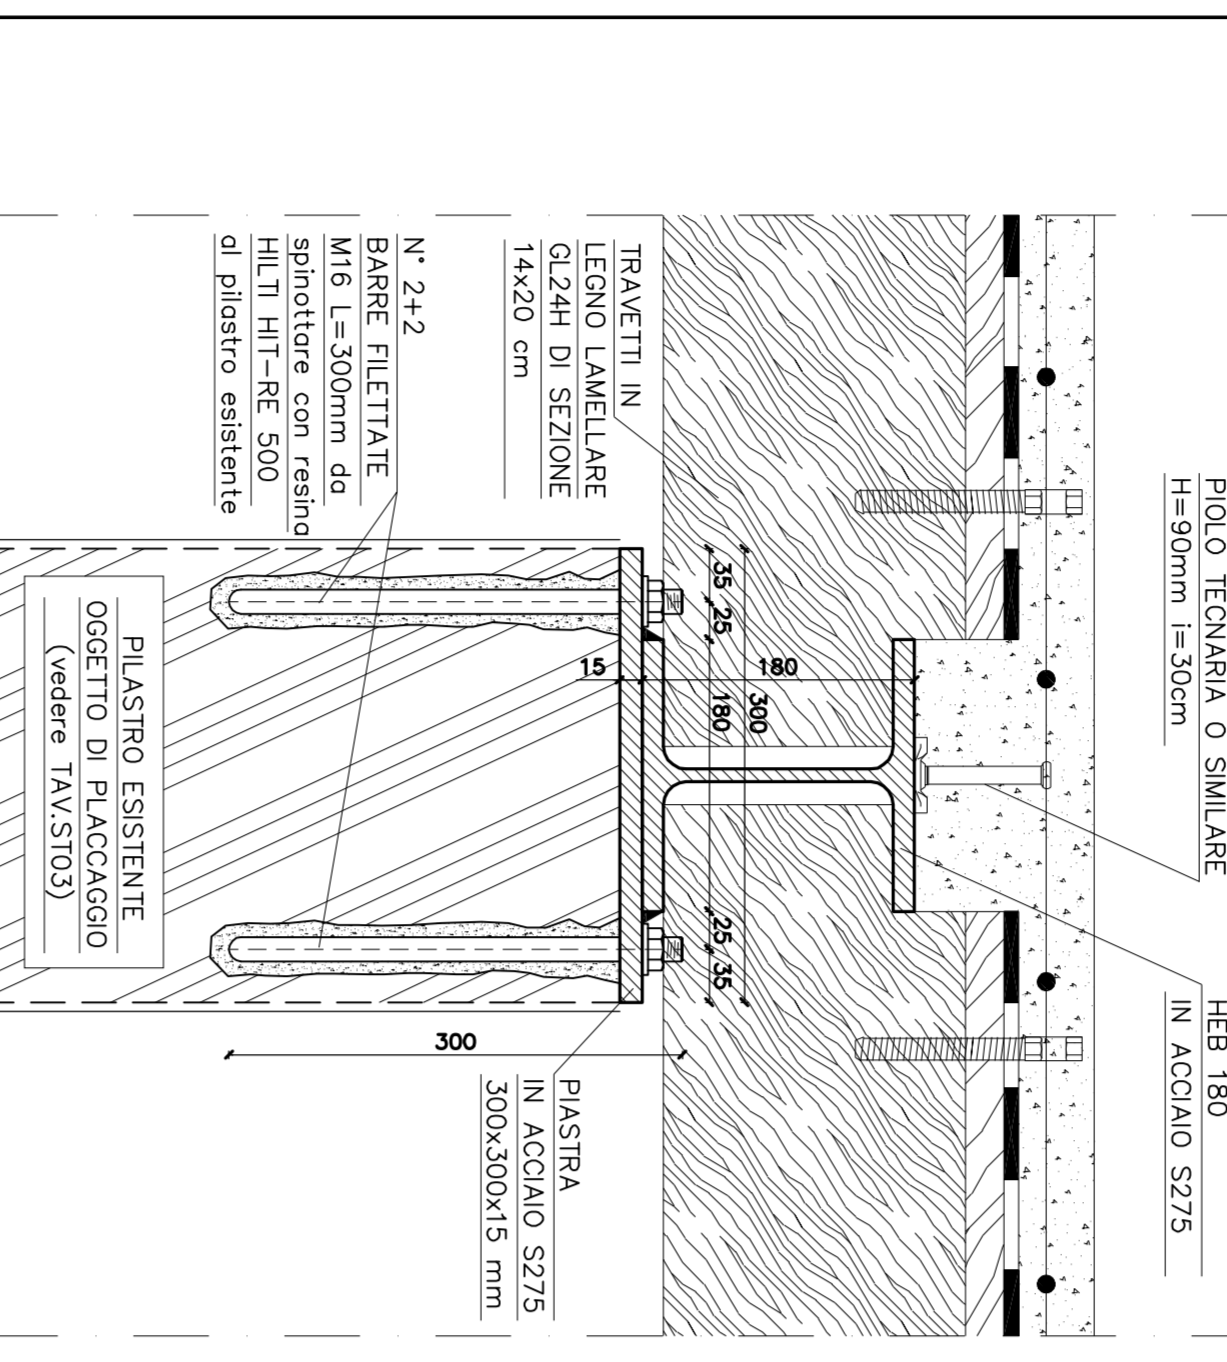 PIOLO TECNARIA O SIMILARE
H=90mm i=30cm
HEB 180
IN ACCIAIO S275
TRAVETTI IN
LEGNO LAMELLARE
GL24H DI SEZIONE
14x20 cm
N° 2+2
BARRE FILETTATE
M16 L=300mm da
spinottare con resina
HILTI HIT-RE 500
al pilastro esistente
35
25
180
25
35
300
180
15
300
PIASTRA
IN ACCIAIO S275
300x300x15 mm
PILASTRO ESISTENTE
OGGETTO DI PLACCAGGIO
(vedere TAV.ST03)